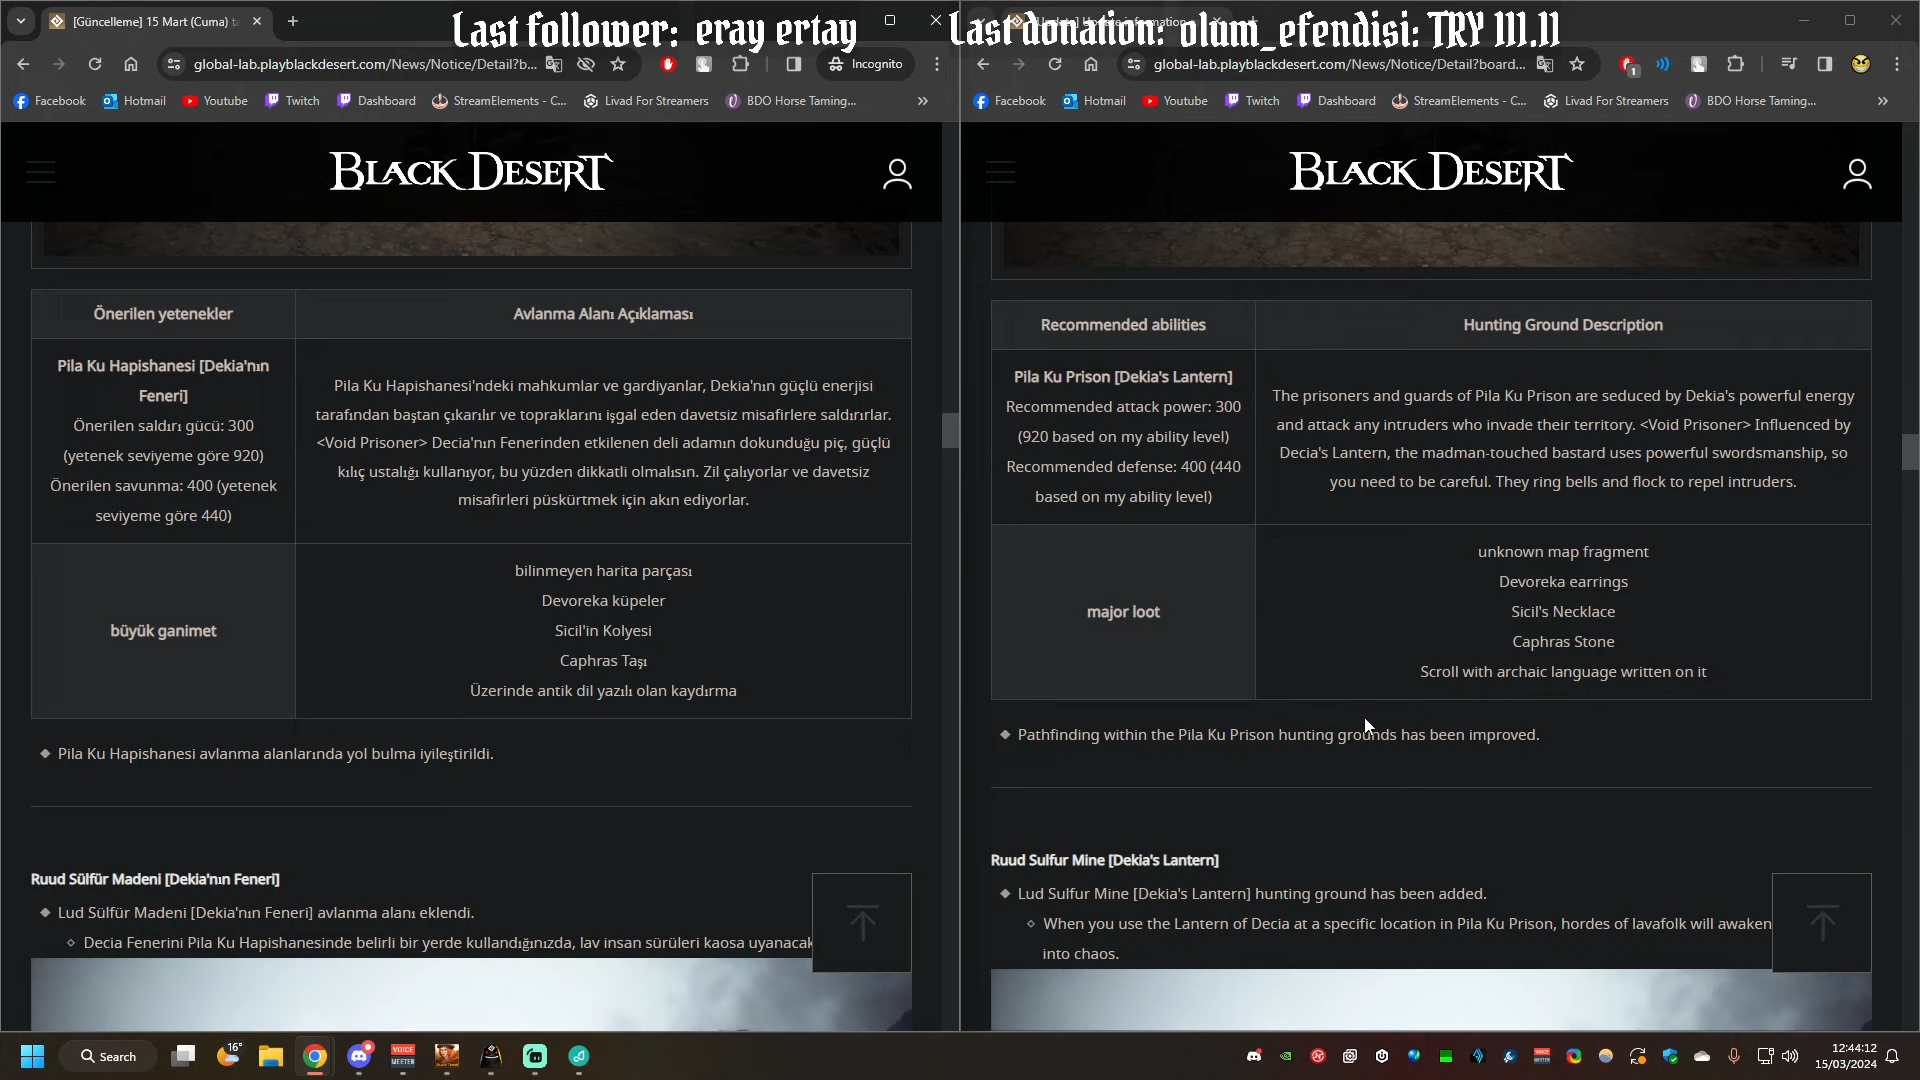 [Güncelleme] 15 Mart (Cuma)
Last follower: eray ertay
Last donation: olum_efendisi: TRY 111.11
global-lab.playblackdesert.com/News/Notice/Detail?b...
Incognito
global-lab.playblackdesert.com/News/Notice/Detail?board...
1
Facebook
Hotmail
Youtube
Twitch
Dashboard
StreamElements - C...
Livad For Streamers
BDO Horse Taming...
»
Facebook
Hotmail
Youtube
Twitch
Dashboard
StreamElements - C...
Livad For Streamers
BDO Horse Taming...
»
BLACK DESERT
BLACK DESERT
Önerilen yetenekler
Avlanma Alanı Açıklaması
Pila Ku Hapishanesi [Dekia'nın
Feneri]
Önerilen saldırı gücü: 300
(yetenek seviyeme göre 920)
Önerilen savunma: 400 (yetenek
seviyeme göre 440)
Pila Ku Hapishanesi'ndeki mahkumlar ve gardiyanlar, Dekia'nın güçlü enerjisi
tarafından baştan çıkarılır ve topraklarını işgal eden davetsiz misafirlere saldırırlar.
<Void Prisoner> Decia'nın Fenerinden etkilenen deli adamın dokunduğu piç, güçlü
kılıç ustalığı kullanıyor, bu yüzden dikkatli olmalısın. Zil çalıyorlar ve davetsiz
misafirleri püskürtmek için akın ediyorlar.
büyük ganimet
bilinmeyen harita parçası
Devoreka küpeler
Sicil'in Kolyesi
Caphras Taşı
Üzerinde antik dil yazılı olan kaydırma
Pila Ku Hapishanesi avlanma alanlarında yol bulma iyileştirildi.
Ruud Sülfür Madeni [Dekia'nın Feneri]
Lud Sülfür Madeni [Dekia'nın Feneri] avlanma alanı eklendi.
Decia Fenerini Pila Ku Hapishanesinde belirli bir yerde kullandığınızda, lav insan sürüleri kaosa uyanacak
Recommended abilities
Hunting Ground Description
Pila Ku Prison [Dekia's Lantern]
Recommended attack power: 300
(920 based on my ability level)
Recommended defense: 400 (440
based on my ability level)
The prisoners and guards of Pila Ku Prison are seduced by Dekia's powerful energy
and attack any intruders who invade their territory. <Void Prisoner> Influenced by
Decia's Lantern, the madman-touched bastard uses powerful swordsmanship, so
you need to be careful. They ring bells and flock to repel intruders.
major loot
unknown map fragment
Devoreka earrings
Sicil's Necklace
Caphras Stone
Scroll with archaic language written on it
Pathfinding within the Pila Ku Prison hunting grounds has been improved.
Ruud Sulfur Mine [Dekia's Lantern]
Lud Sulfur Mine [Dekia's Lantern] hunting ground has been added.
When you use the Lantern of Decia at a specific location in Pila Ku Prison, hordes of lavafolk will awaken
into chaos.
Search
16°
VOICE
MEETER
12:44:12
15/03/2024